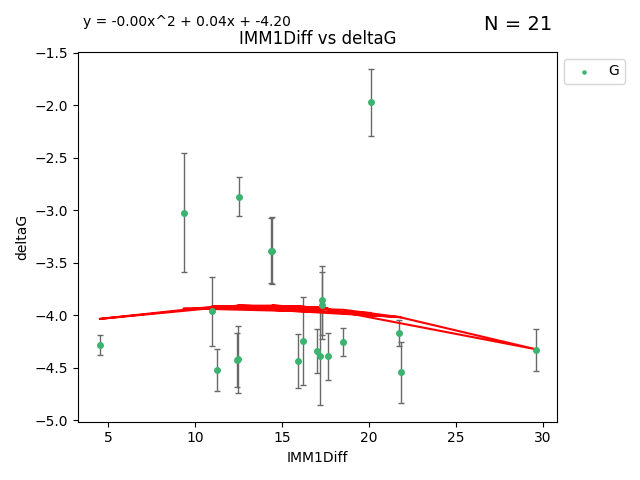 y = -0.00x^2 + 0.04x + -4.20
N = 21
IMM1Diff vs deltaG
G
−1.5
−2.0
−2.5
−3.0
−3.5
−4.0
−4.5
−5.0
deltaG
5 10 15 20 25 30
IMM1Diff